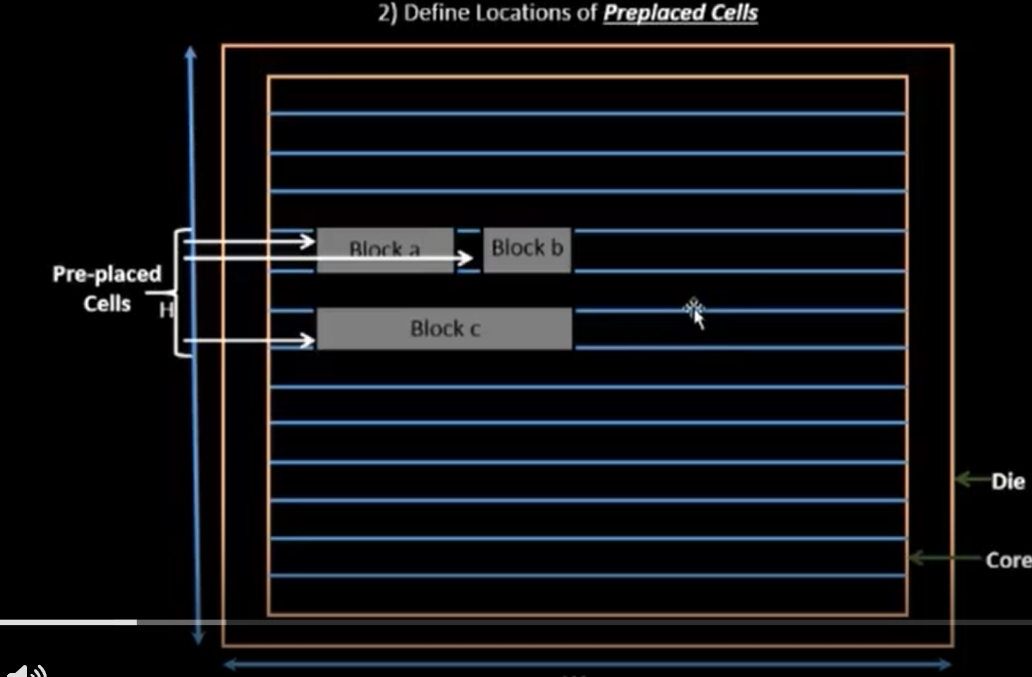 2) Define Locations of Preplaced Cells
Block a
Block b
Pre-placed
Cells
H
Block c
Die
Core